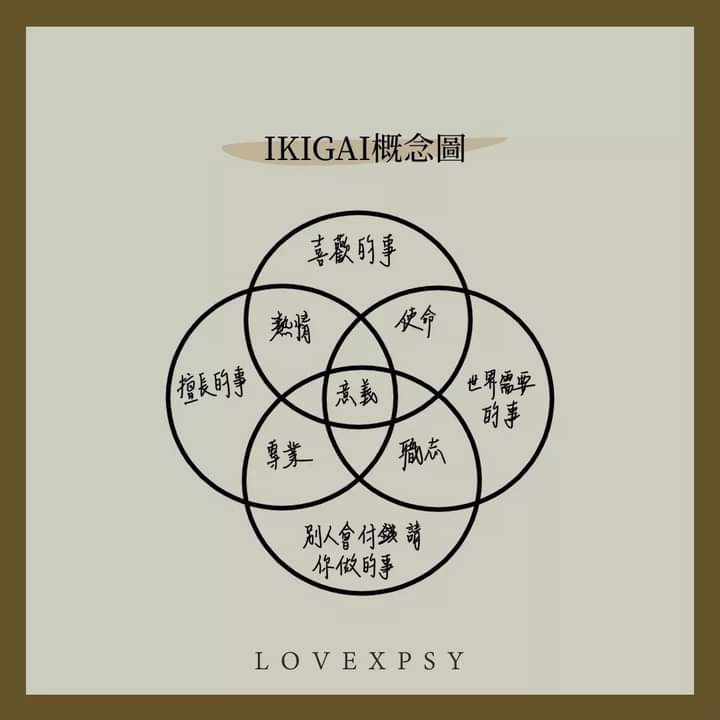 IKIGAI概念圖
喜歡的事
熱情
使命
擅長的事
意義
世界需要
的事
專業
職志
別人會付錢請
你做的事
LOVEXPSY